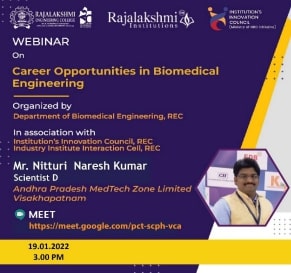 RAJALAKSHMI
ENGINEERING COLLEGE
Rajalakshmi
Institutions
INSTITUTION'S
INNOVATION
COUNCIL
WEBINAR
On
Career Opportunities in Biomedical
Engineering
Organized by
Department of Biomedical Engineering, REC
In association with
Institution's Innovation Council, REC
Industry Institute Interaction Cell, REC
Mr. Nitturi Naresh Kumar
Scientist D
Andhra Pradesh MedTech Zone Limited
Visakhapatnam
MEET
https://meet.google.com/pct-scph-vca
19.01.2022
3.00 PM